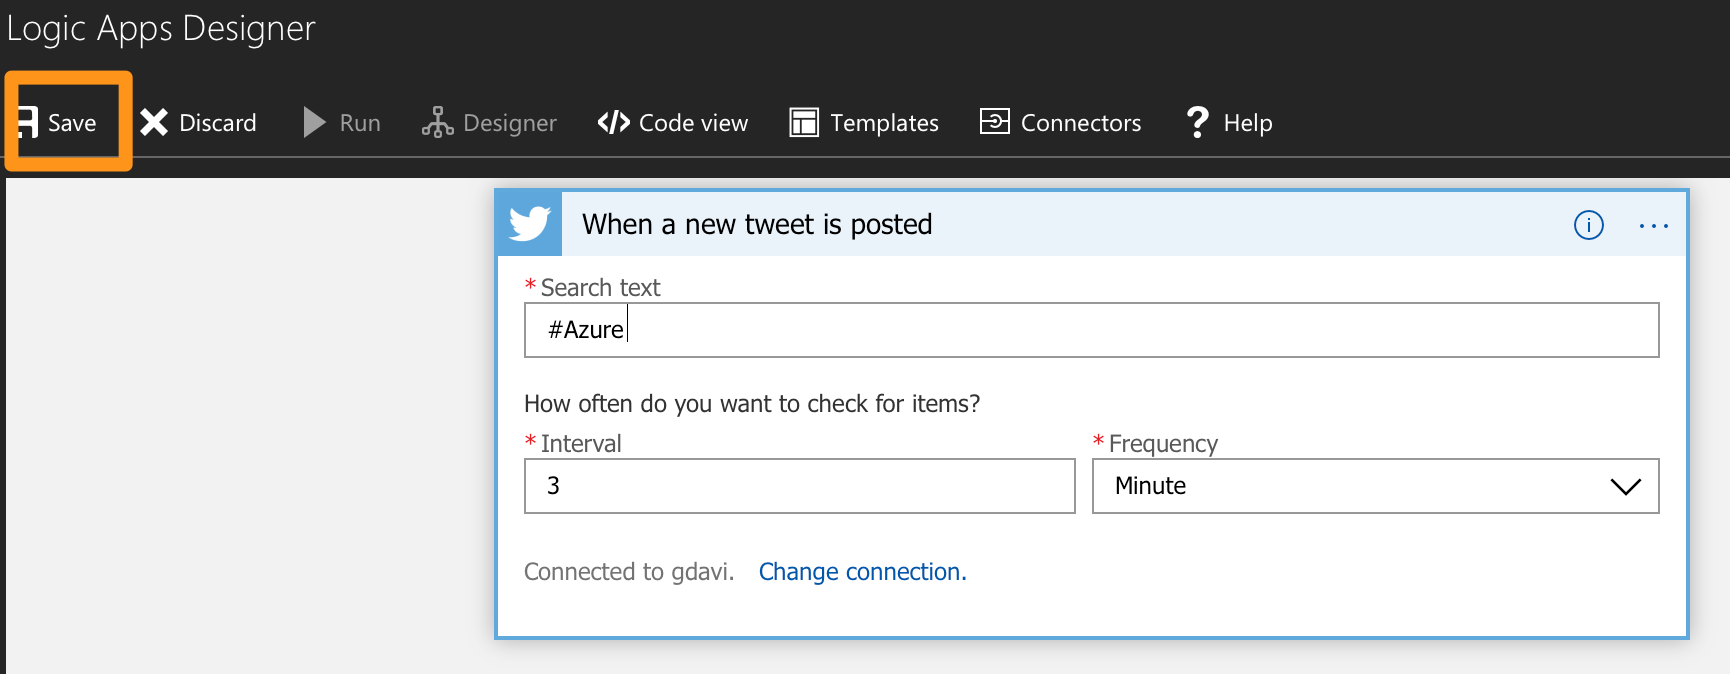 Logic Apps Designer
Save Discard Run Designer Code view Templates Connectors Help
When a new tweet is posted
* Search text
#Azure
How often do you want to check for items?
* Interval * Frequency
3 Minute
Connected to gdavi. Change connection.